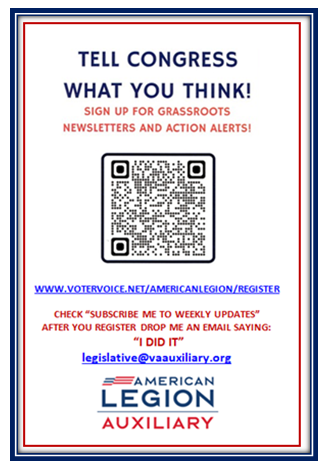 TELL CONGRESS
WHAT YOU THINK!
SIGN UP FOR GRASSROOTS
NEWSLETTERS AND ACTION ALERTS!
WWW.VOTERVOICE.NET/AMERICANLEGION/REGISTER
CHECK “SUBSCRIBE ME TO WEEKLY UPDATES”
AFTER YOU REGISTER DROP ME AN EMAIL SAYING:
“I DID IT”
legislative@vaauxiliary.org
AMERICAN
LEGION
AUXILIARY